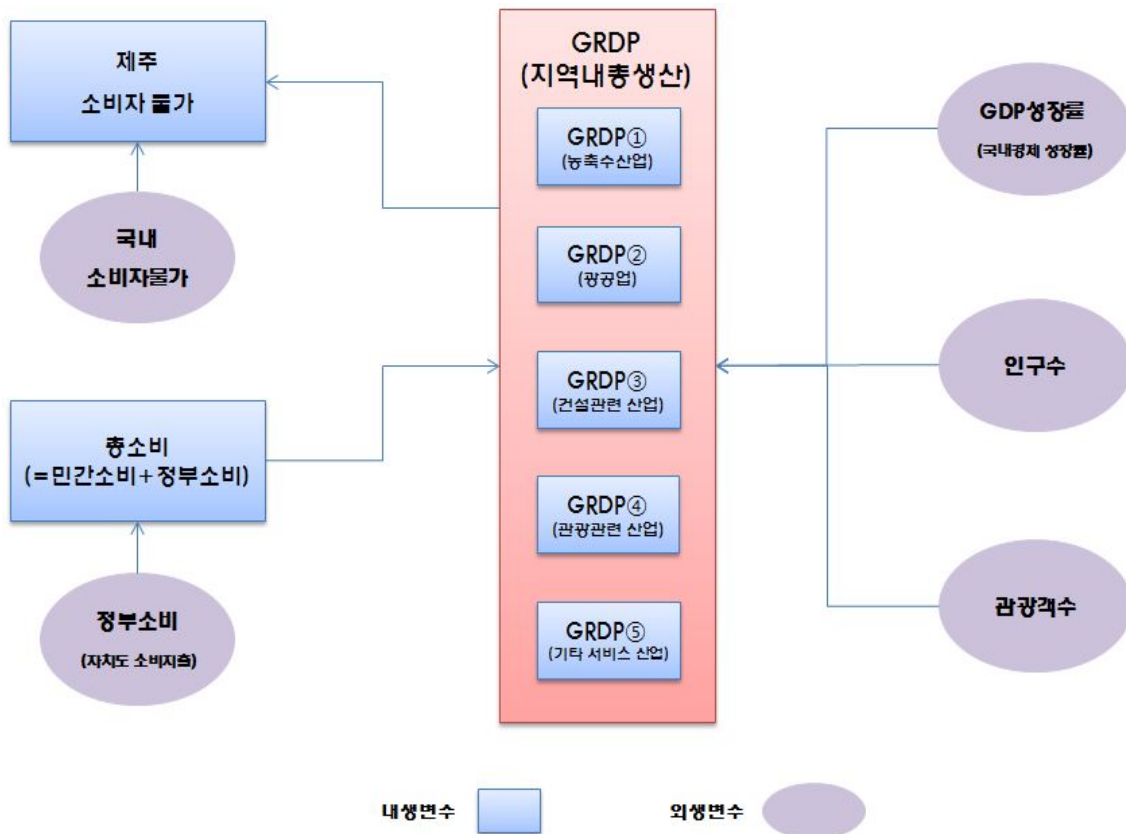 제주
소비자 물가
국내
소비자물가
총소비
(=민간소비+정부소비)
정부소비
(자치도 소비지출)
GRDP
(지역내총생산)
GRDP①
(농축수산업)
GRDP②
(광공업)
GRDP③
(건설관련 산업)
GRDP④
(관광관련 산업)
GRDP⑤
(기타 서비스 산업)
GDP성장률
(국내경제 성장률)
인구수
관광객수
내생변수
외생변수